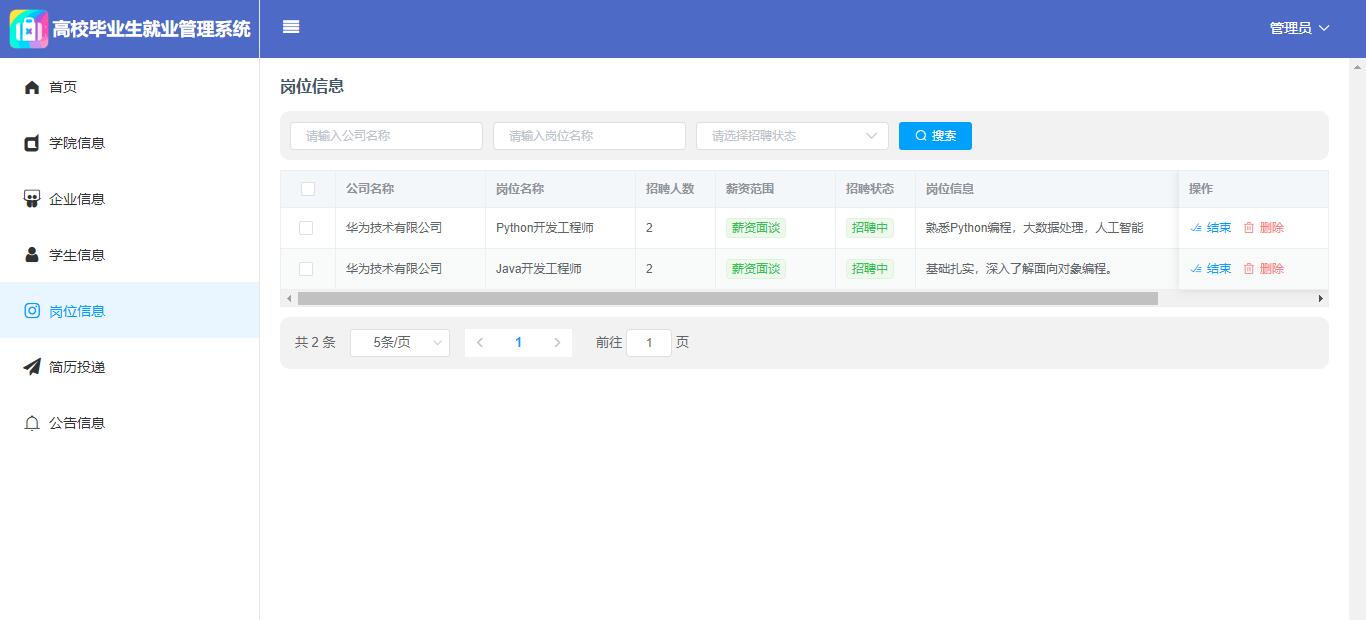 高校毕业生就业管理系统
管理员
首页
学院信息
企业信息
学生信息
岗位信息
简历投递
公告信息
岗位信息
请输入公司名称 请输入岗位名称 请选择招聘状态 搜索
公司名称 岗位名称 招聘人数 薪资范围 招聘状态 岗位信息 操作
华为技术有限公司 Python开发工程师 2 薪资面谈 招聘中 熟悉Python编程，大数据处理，人工智能 结束 删除
华为技术有限公司 Java开发工程师 2 薪资面谈 招聘中 基础扎实，深入了解面向对象编程。 结束 删除
共 2 条 5条/页 1 前往 1 页